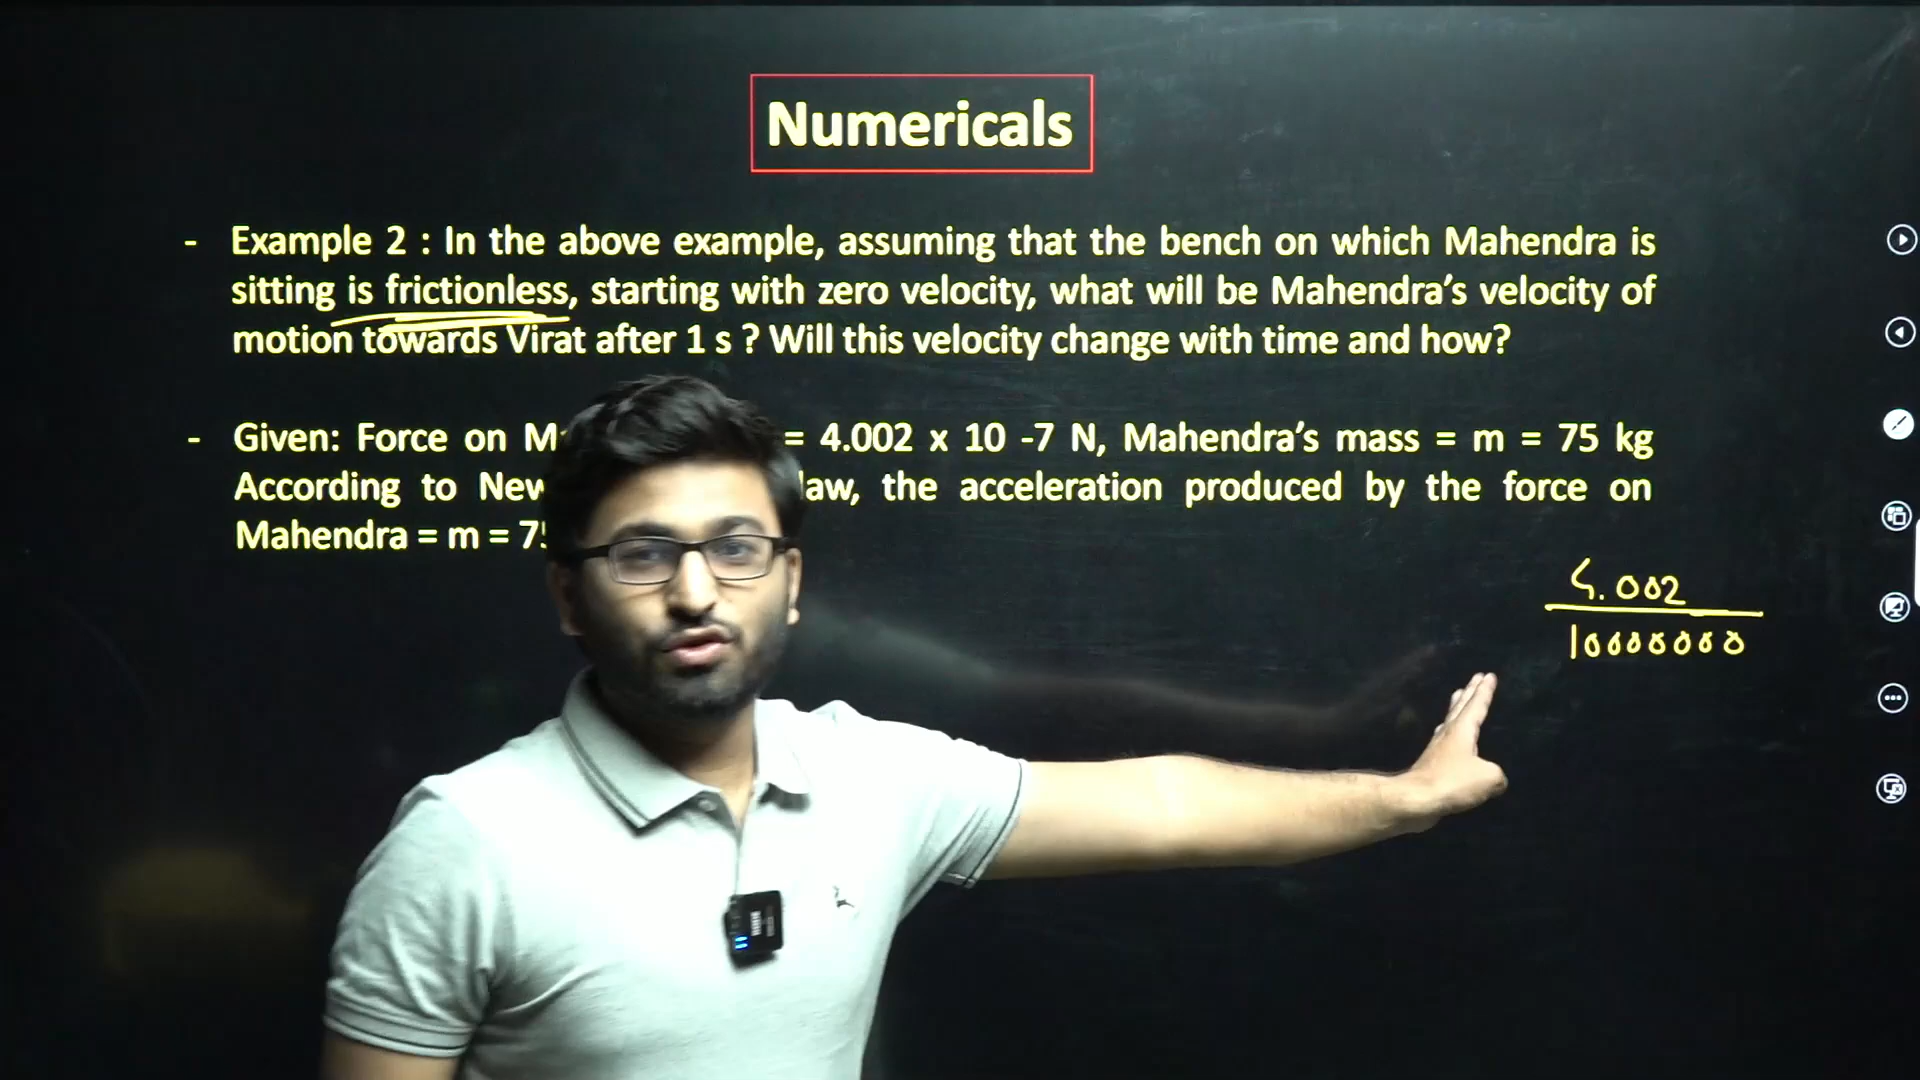 Numericals
- Example 2 : In the above example, assuming that the bench on which Mahendra is
sitting is frictionless, starting with zero velocity, what will be Mahendra's velocity of
motion towards Virat after 1 s ? Will this velocity change with time and how?
- Given: Force on = 4.002 x 10 -7 N, Mahendra's mass = m = 75 kg
According to law, the acceleration produced by the force on
Mahendra = m =
4.002
10000000